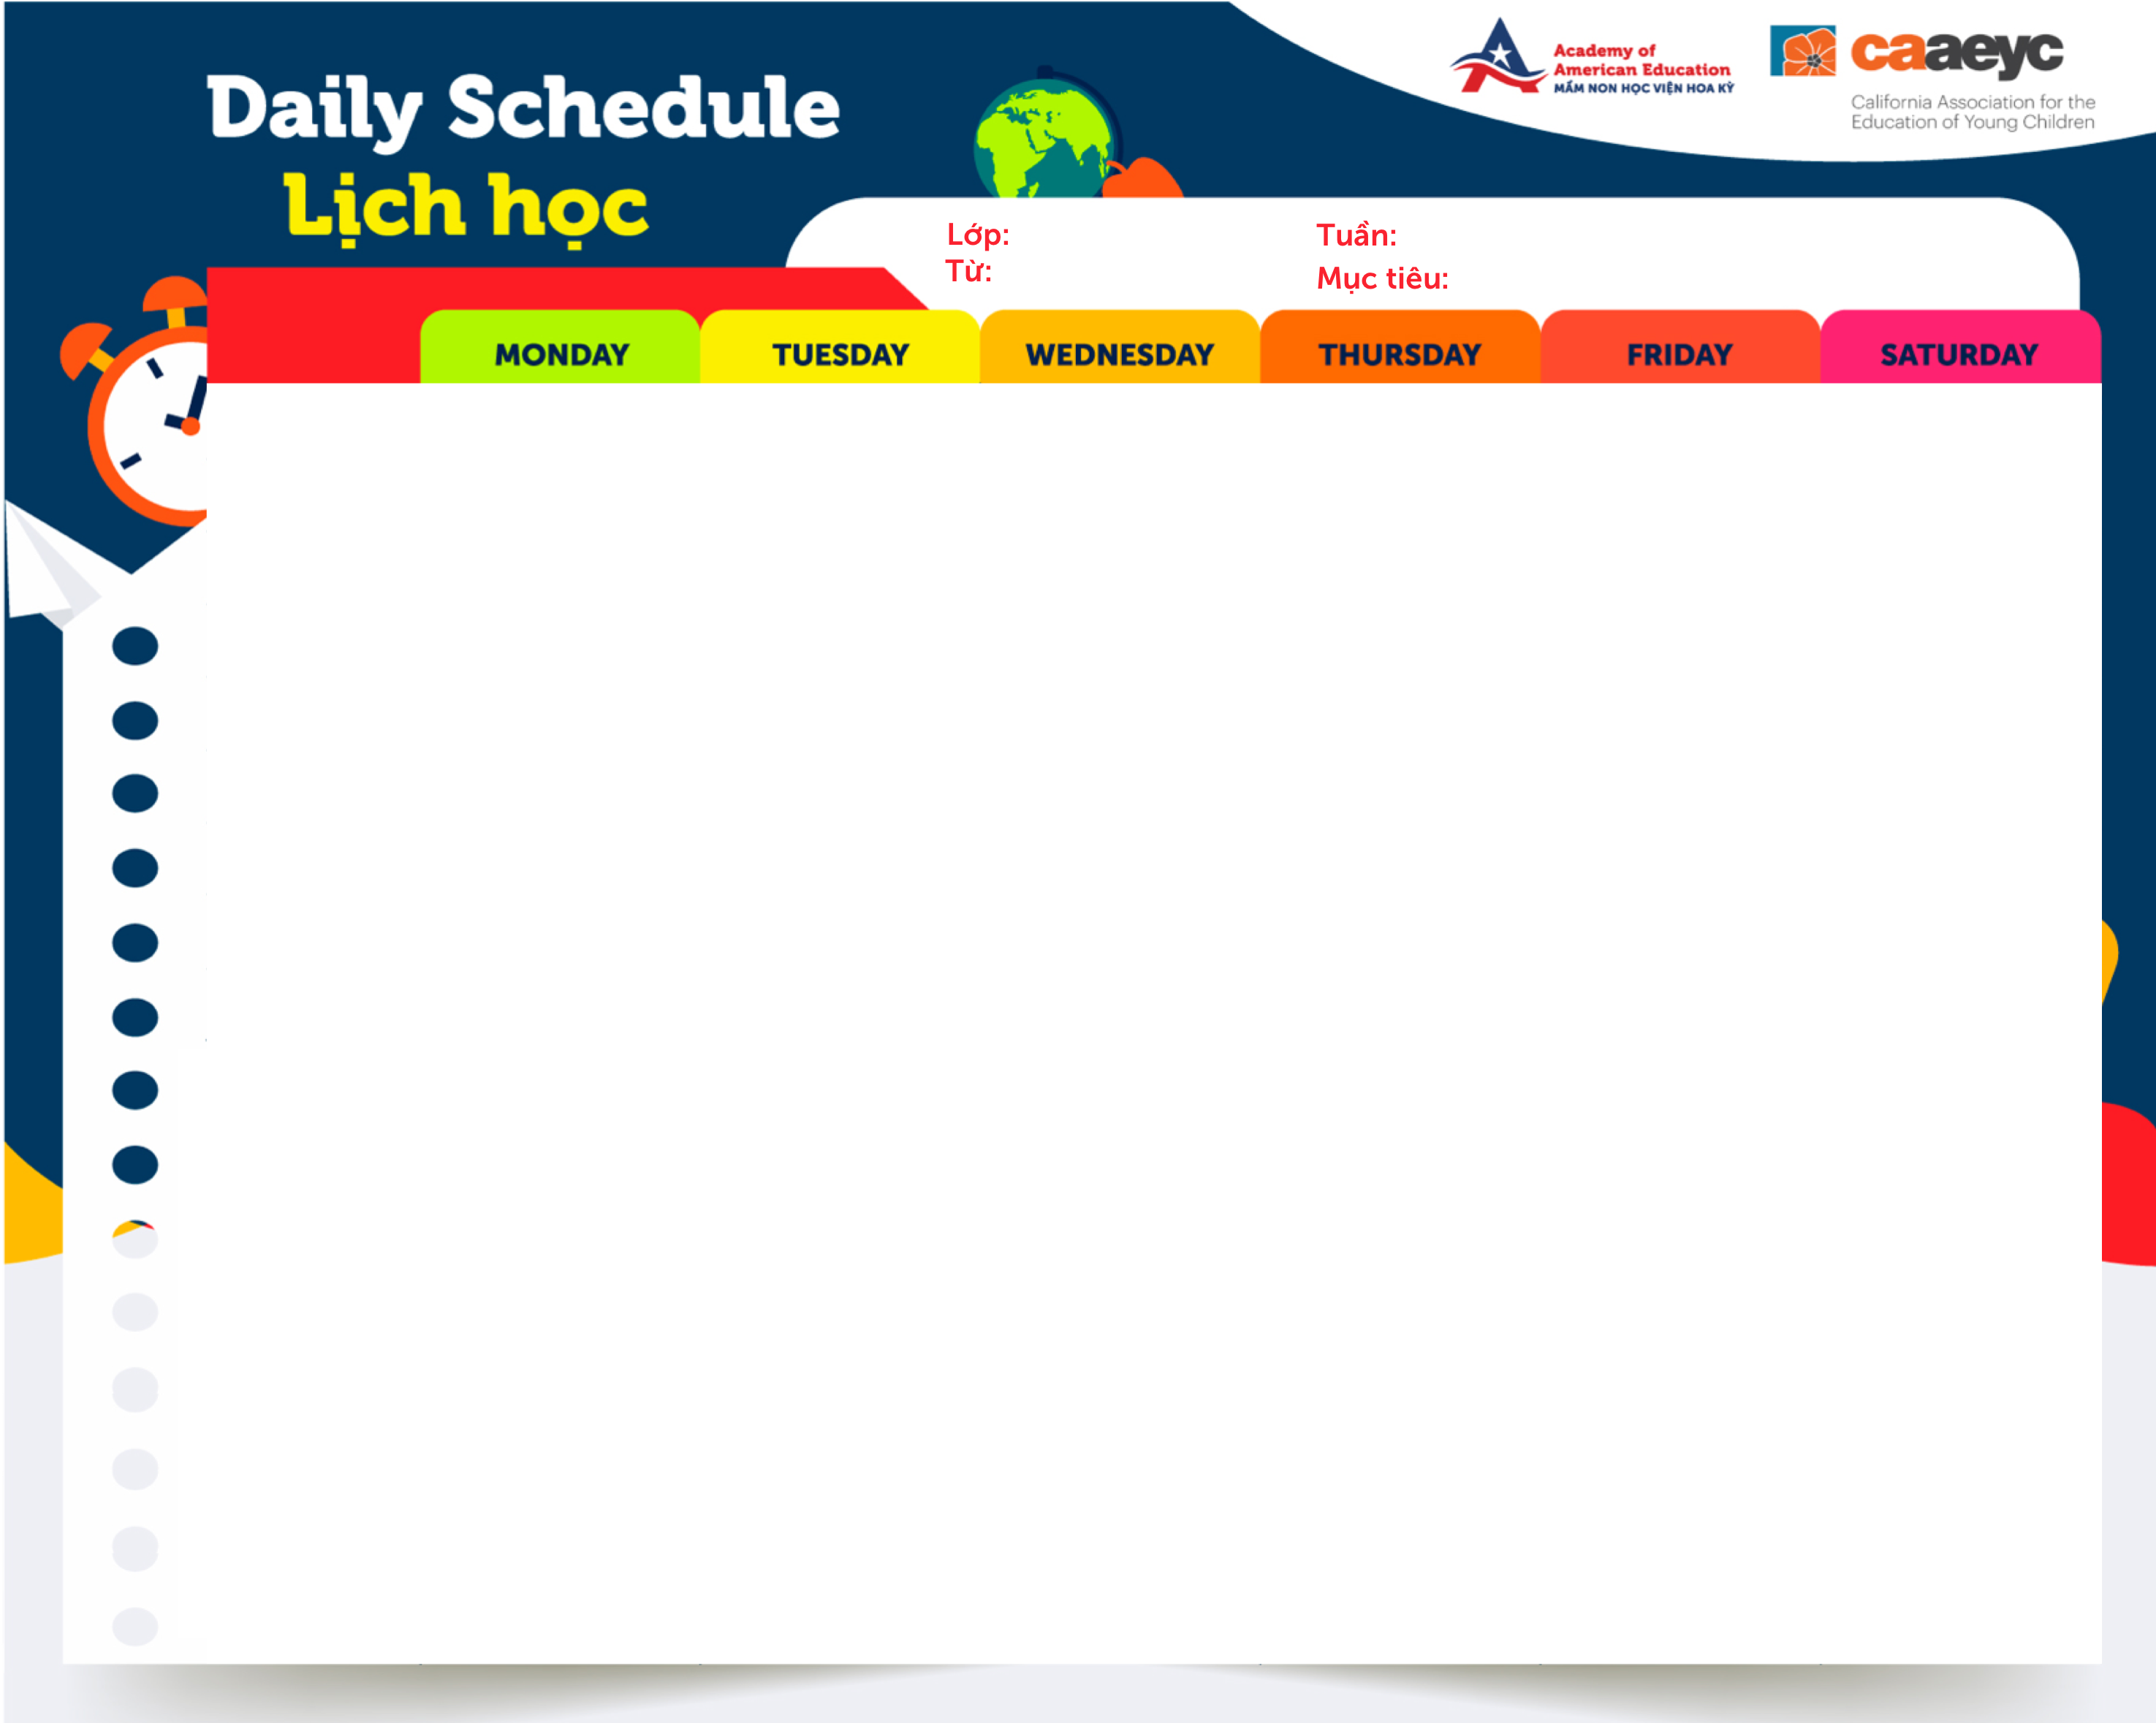 Daily Schedule
Lịch học
Academy of
American Education
MẦM NON HỌC VIỆN HOA KỲ
caaeyc
California Association for the
Education of Young Children
Lớp:
Từ:
Tuần:
Mục tiêu:
MONDAY TUESDAY WEDNESDAY THURSDAY FRIDAY SATURDAY